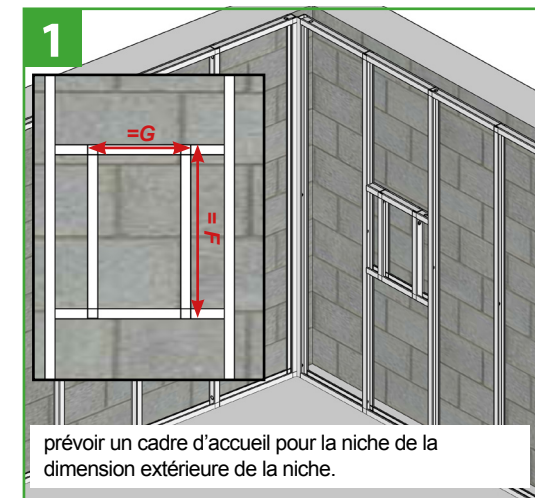 1
=G
=F
prévoir un cadre d'accueil pour la niche de la
dimension extérieure de la niche.